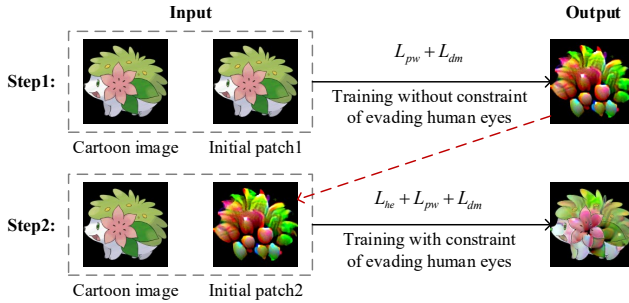 Input
Output
Step1:
L_pw + L_dm
Training without constraint
of evading human eyes
Cartoon image
Initial patch1
Step2:
L_he + L_pw + L_dm
Training with constraint
of evading human eyes
Cartoon image
Initial patch2